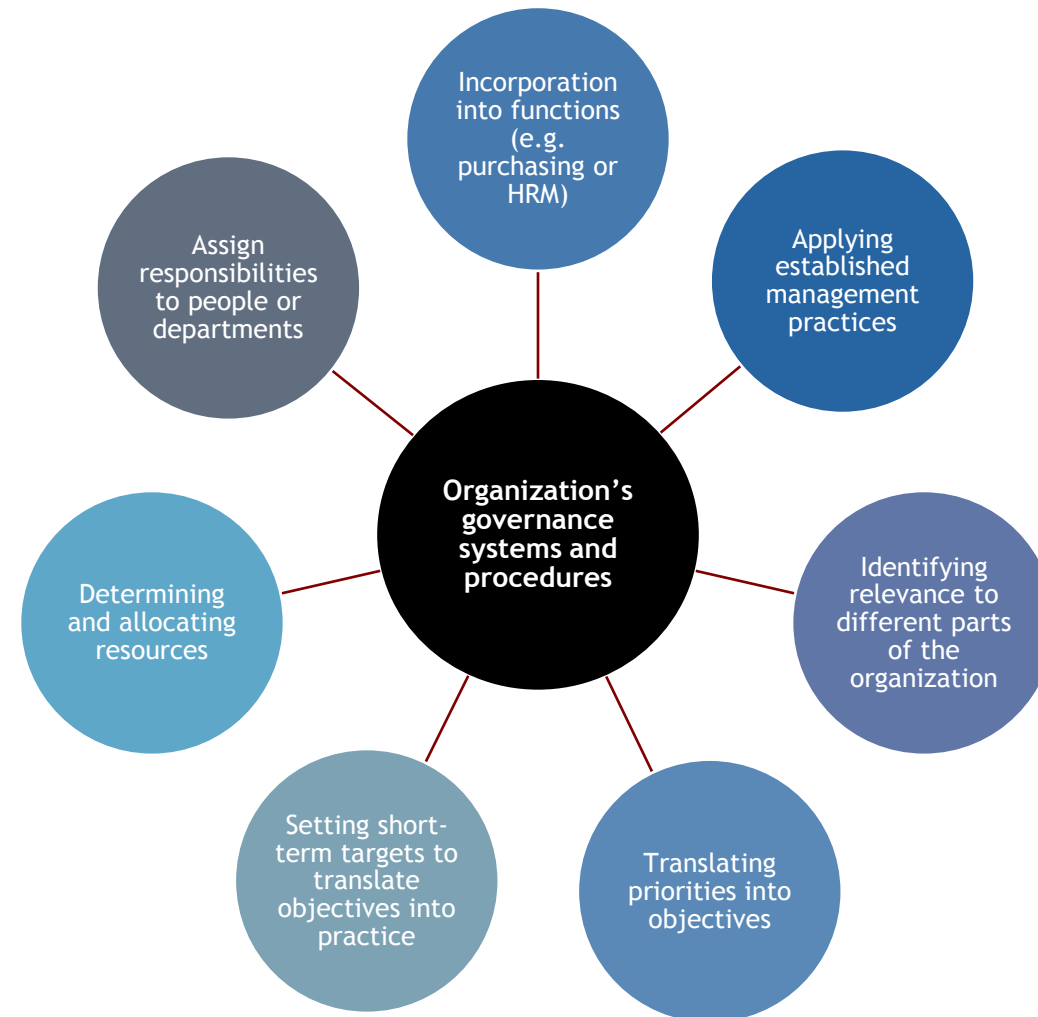 Incorporation
into functions
(e.g.
purchasing or
HRM)
Applying
established
management
practices
Identifying
relevance to
different parts
of the
organization
Translating
priorities into
objectives
Setting short-
term targets to
translate
objectives into
practice
Determining
and allocating
resources
Assign
responsibilities
to people or
departments
Organization’s
governance
systems and
procedures